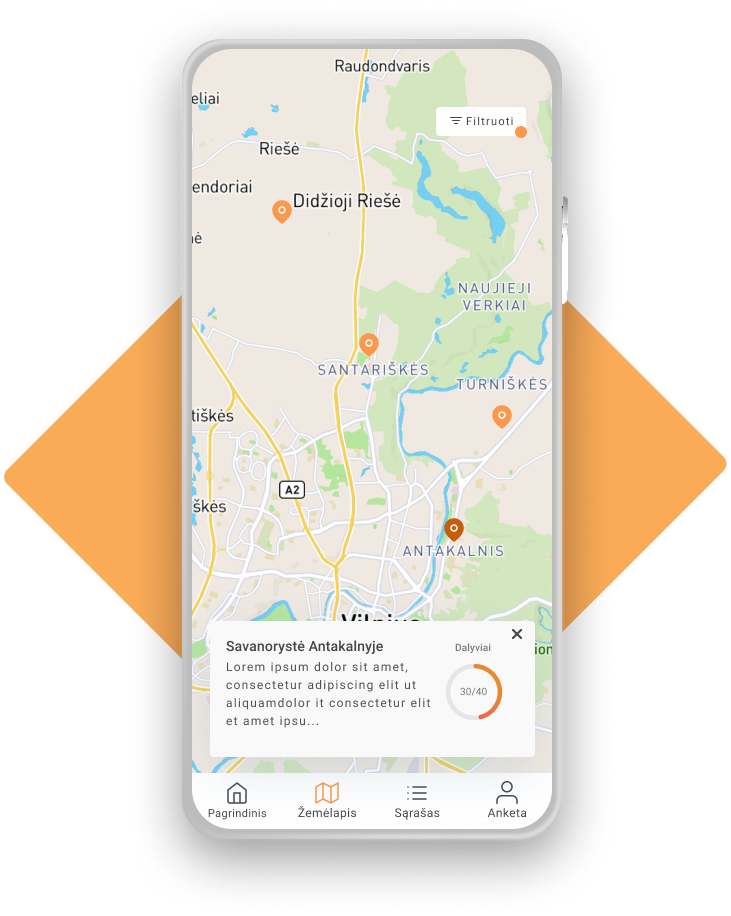 Raudondvaris
eliai
Filtruoti
Riešė
endoriai
Didžioji Riešė
NAUJIEJI
VERKIAI
SANTARIŠKĖS
TURNIŠKĖS
tiškės
A2
škės
ANTAKALNIS
Vilnius
Savanorystė Antakalnyje
Dalyviai
Lorem ipsum dolor sit amet,
consectetur adipiscing elit ut
aliquamdolor it consectetur elit
et amet ipsu...
30/40
ion
Pagrindinis
Žemėlapis
Sąrašas
Anketa